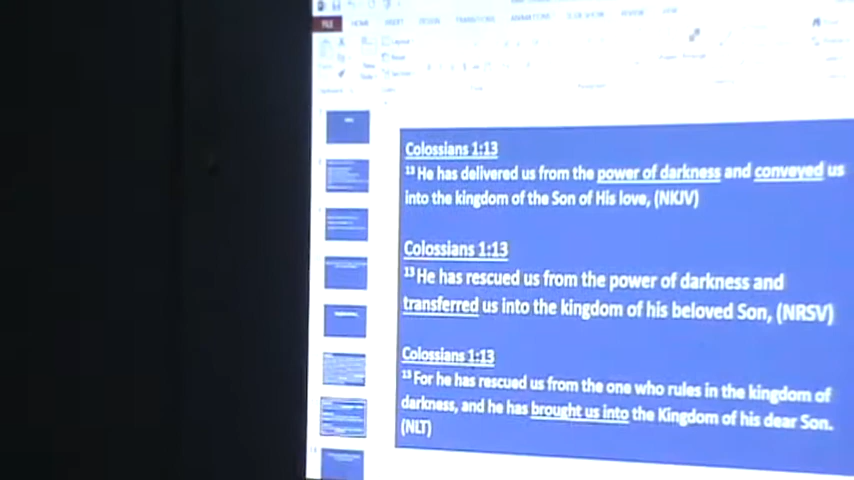 FILE
HOME
INSERT
DESIGN
TRANSITIONS
ANIMATIONS
SLIDE SHOW
REVIEW
VIEW
Colossians 1:13
13 He has delivered us from the power of darkness and conveyed us
into the kingdom of the Son of His love, (NKJV)
Colossians 1:13
13 He has rescued us from the power of darkness and
transferred us into the kingdom of his beloved Son, (NRSV)
Colossians 1:13
13 For he has rescued us from the one who rules in the kingdom of
darkness, and he has brought us into the Kingdom of his dear Son.
(NLT)